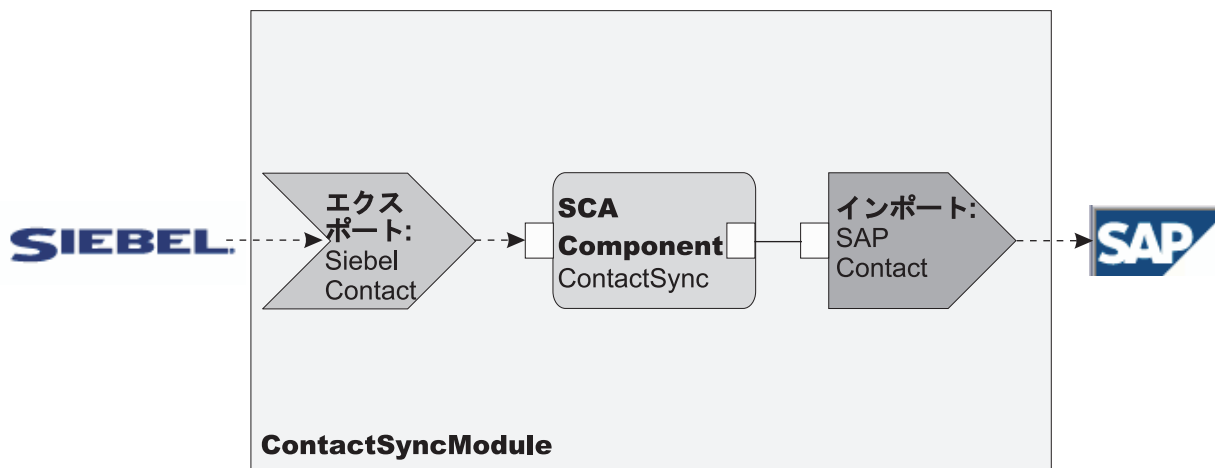 SIEBEL.
エクス
ポート:
Siebel
Contact
SCA
Component
ContactSync
インポート:
SAP
Contact
SAP
ContactSyncModule